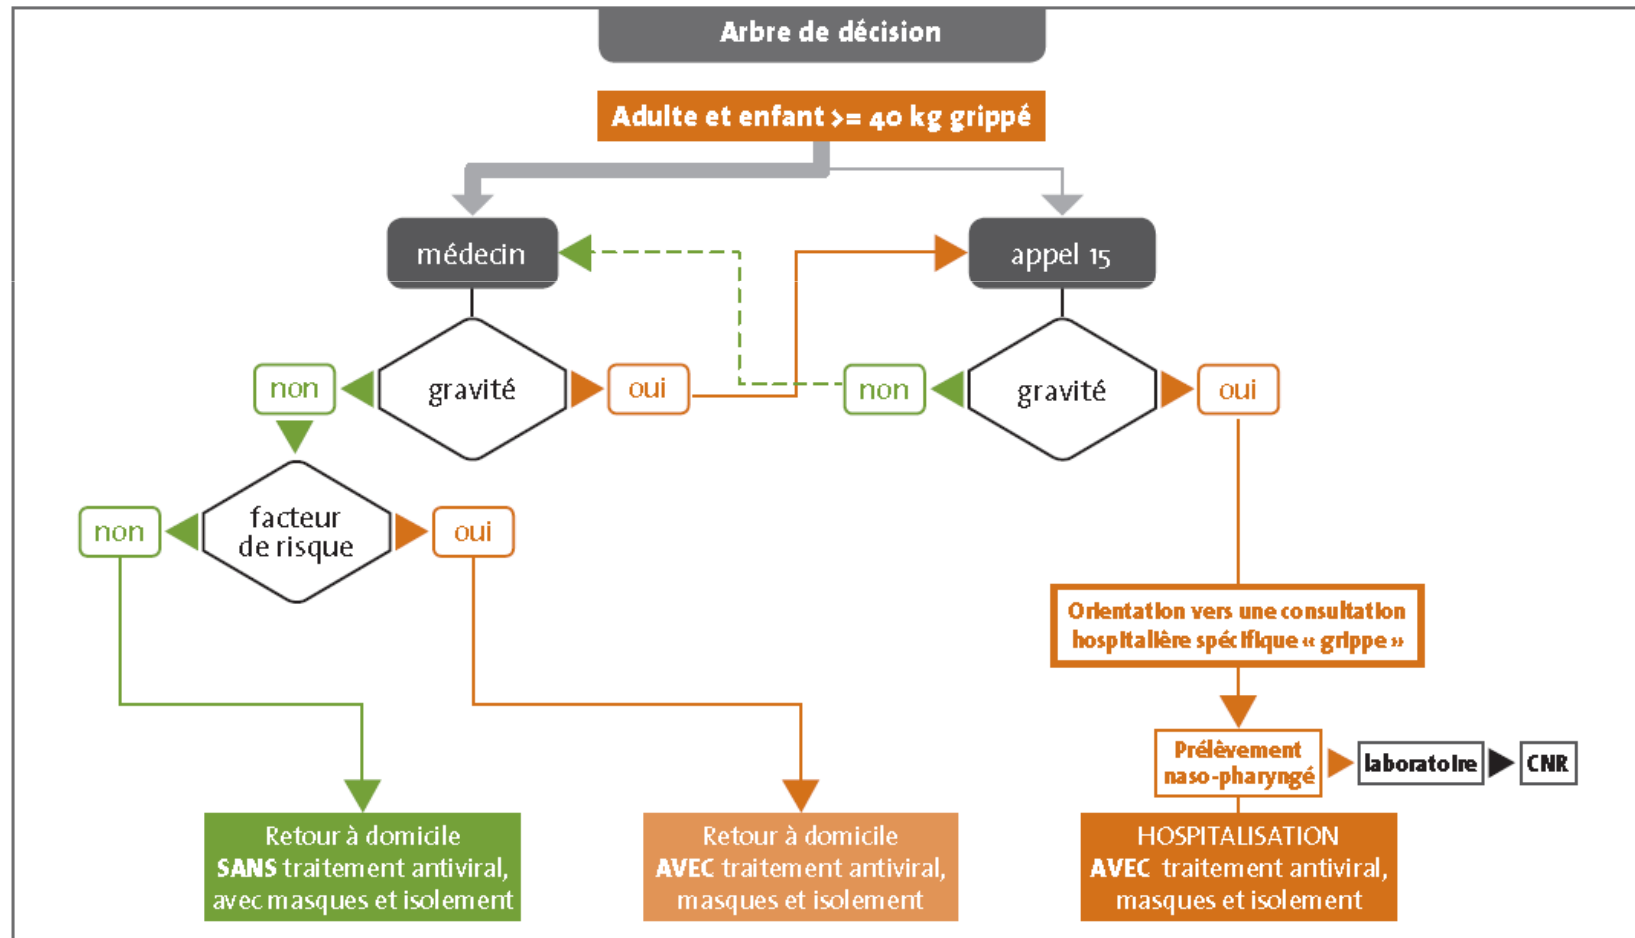 Arbre de décision
Adulte et enfant >= 40 kg grippé
médecin
appel 15
non
gravité
oui
non
gravité
oui
non
facteur
de risque
oui
Orientation vers une consultation
hospitalière spécifique « grippe »
Prélèvement
naso-pharyngé
laboratoire
CNR
Retour à domicile
SANS traitement antiviral,
avec masques et isolement
Retour à domicile
AVEC traitement antiviral,
masques et isolement
HOSPITALISATION
AVEC traitement antiviral,
masques et isolement